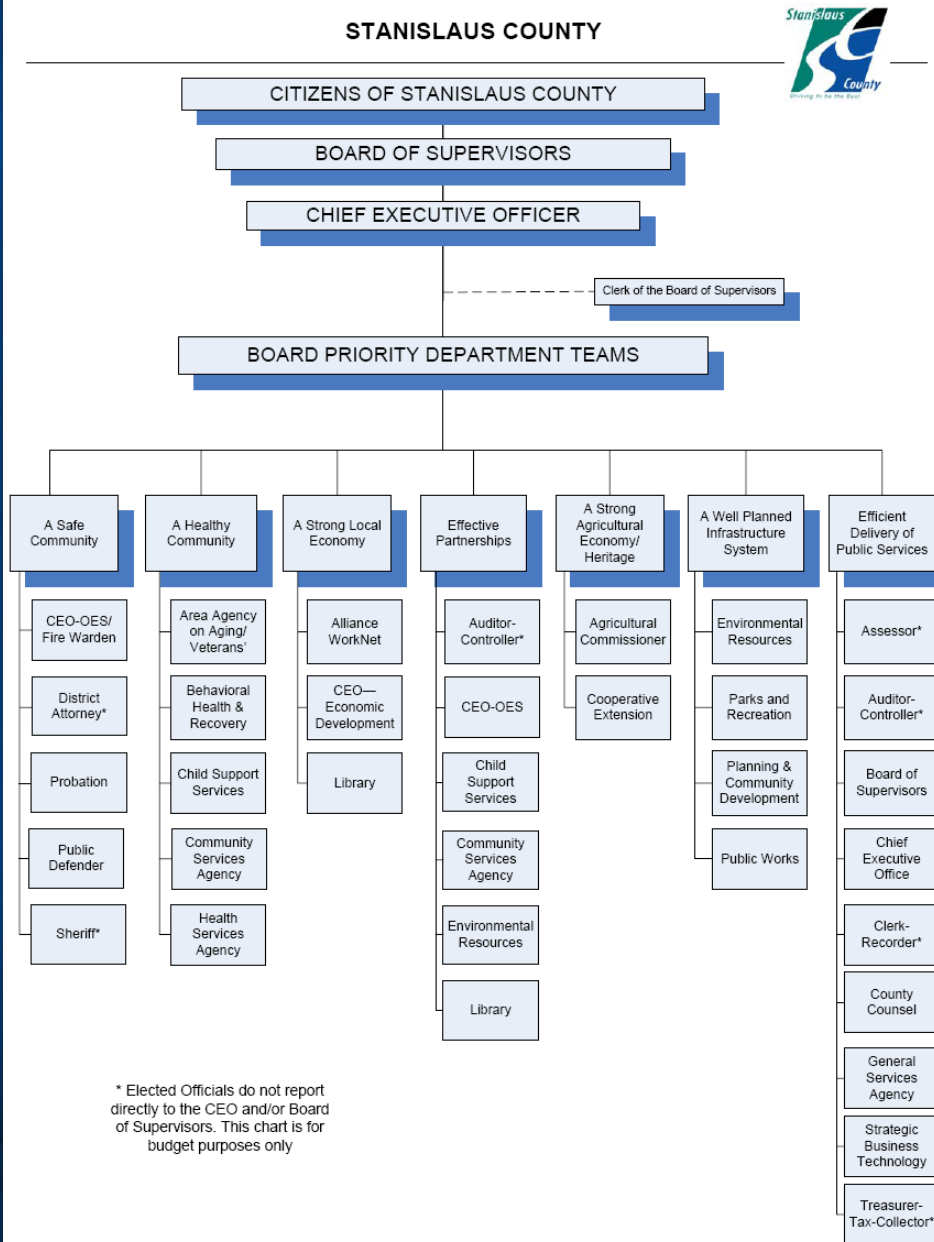 STANISLAUS COUNTY
Stanislaus
County
Striving to be the Best
CITIZENS OF STANISLAUS COUNTY
BOARD OF SUPERVISORS
CHIEF EXECUTIVE OFFICER
Clerk of the Board of Supervisors
BOARD PRIORITY DEPARTMENT TEAMS
A Safe
Community
CEO-OES/
Fire Warden
District
Attorney*
Probation
Public
Defender
Sheriff*
A Healthy
Community
Area Agency
on Aging/
Veterans'
Behavioral
Health &
Recovery
Child Support
Services
Community
Services
Agency
Health
Services
Agency
A Strong Local
Economy
Alliance
WorkNet
CEO—
Economic
Development
Library
Effective
Partnerships
Auditor-
Controller*
CEO-OES
Child
Support
Services
Community
Services
Agency
Environmental
Resources
Library
A Strong
Agricultural
Economy/
Heritage
Agricultural
Commissioner
Cooperative
Extension
A Well Planned
Infrastructure
System
Environmental
Resources
Parks and
Recreation
Planning &
Community
Development
Public Works
Efficient
Delivery of
Public Services
Assessor*
Auditor-
Controller*
Board of
Supervisors
Chief
Executive
Office
Clerk-
Recorder*
County
Counsel
General
Services
Agency
Strategic
Business
Technology
Treasurer-
Tax-Collector*
* Elected Officials do not report
directly to the CEO and/or Board
of Supervisors. This chart is for
budget purposes only